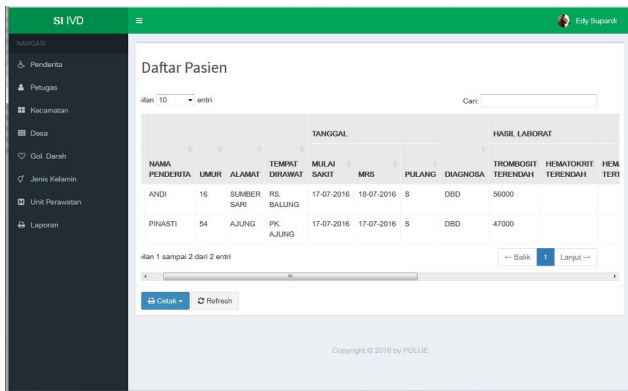 SI IVD
Edy Supardi
NAVIGASI
Penderita
Petugas
Kecamatan
Desa
Gol. Darah
Jenis Kelamin
Unit Perawatan
Laporan
Daftar Pasien
ilan 10 entri
Cari:
TANGGAL HASIL LABORAT
NAMA PENDERITA UMUR ALAMAT TEMPAT DIRAWAT MULAI SAKIT MRS PULANG DIAGNOSA TROMBOSIT TERENDAH HEMATOKRIT TERENDAH HEM TERE
ANDI 16 SUMBER SARI RS. BALUNG 17-07-2016 18-07-2016 S DBD 56000
PINASTI 54 AJUNG PK. AJUNG 17-07-2016 17-07-2016 S DBD 47000
ilan 1 sampai 2 dari 2 entri
← Balik 1 Lanjut →
Cetak Refresh
Copyright © 2016 by POLIJE